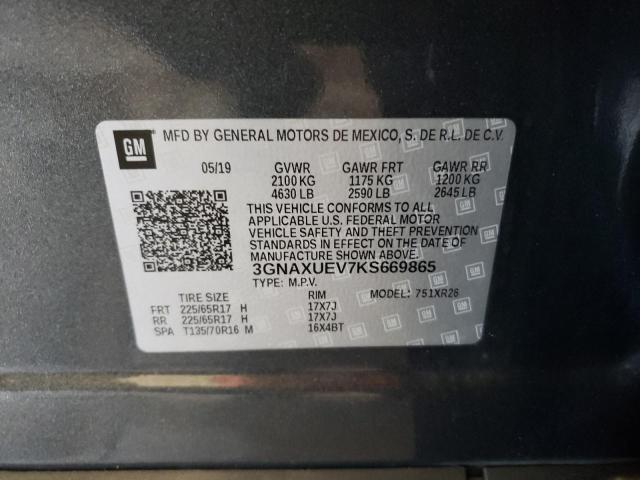 GM
MFD BY GENERAL MOTORS DE MEXICO, S. DE R.L. DE C.V.
05/19 GVWR GAWR FRT GAWR RR
2100 KG 1175 KG 1200 KG
4630 LB 2590 LB 2645 LB
THIS VEHICLE CONFORMS TO ALL
APPLICABLE U.S. FEDERAL MOTOR
VEHICLE SAFETY AND THEFT PREVENTION
STANDARDS IN EFFECT ON THE DATE OF
MANUFACTURE SHOWN ABOVE.
3GNAXUEV7KS669865
TYPE: M.P.V. MODEL: 751XR26
TIRE SIZE RIM
FRT 225/65R17 H 17X7J
RR 225/65R17 H 17X7J
SPA T135/70R16 M 16X4BT